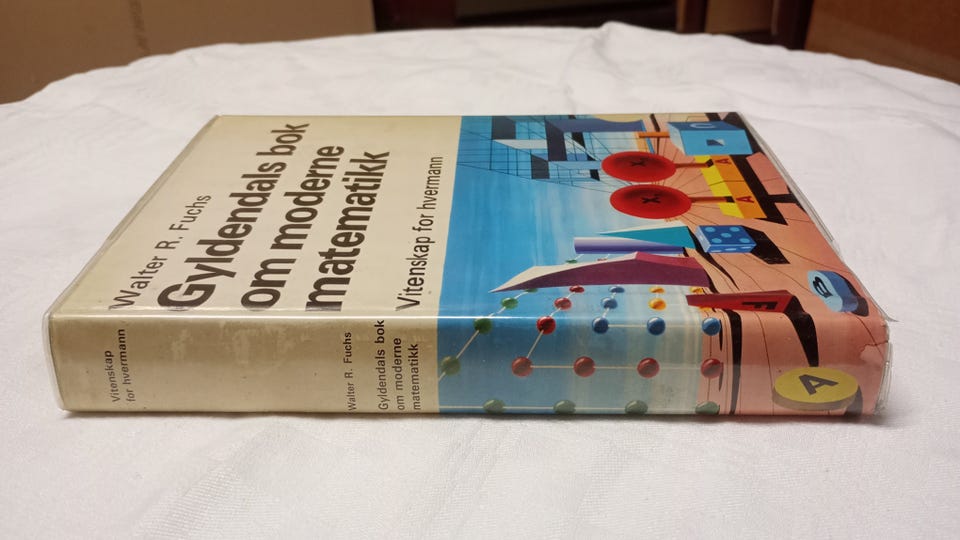 Walter R. Fuchs
Gyldendals bok
om moderne
matematikk
Vitenskap for hvermann
Vitenskap
for hvermann
Walter R. Fuchs
Gyldendals bok
om moderne
matematikk
A
A
B
F
A